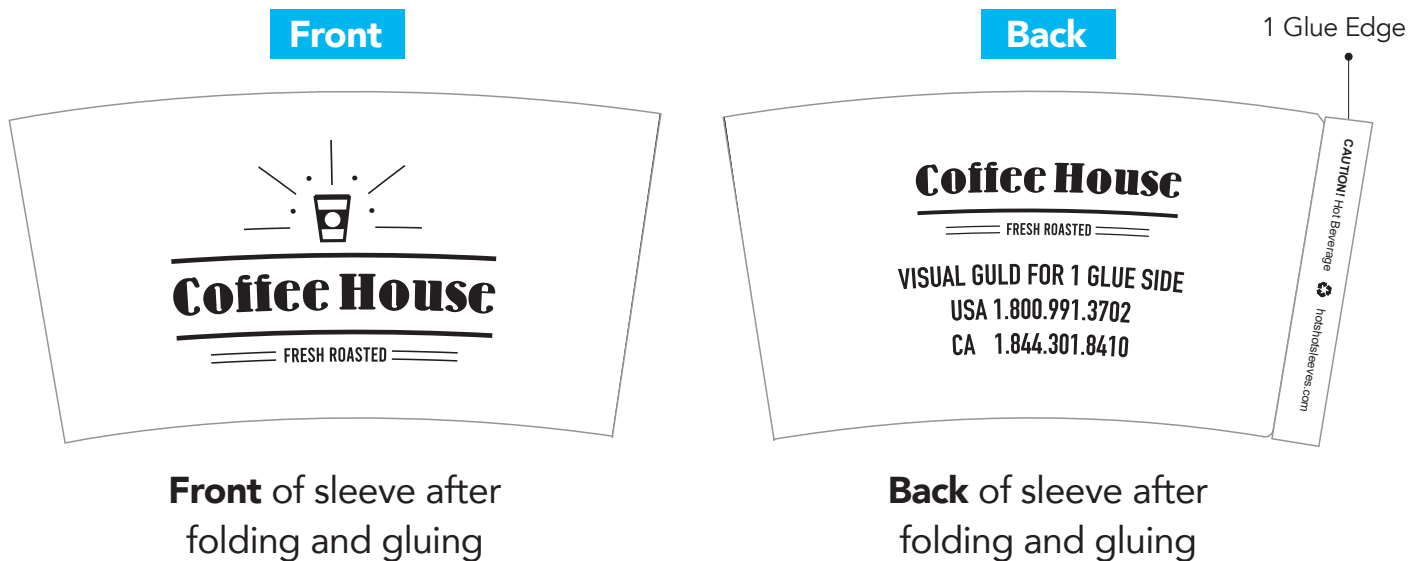 Front
Coffee House
FRESH ROASTED
Front of sleeve after
folding and gluing
Back
1 Glue Edge
Coffee House
FRESH ROASTED
VISUAL GULD FOR 1 GLUE SIDE
USA 1.800.991.3702
CA 1.844.301.8410
CAUTION! Hot Beverage hotshotsleeves.com
Back of sleeve after
folding and gluing